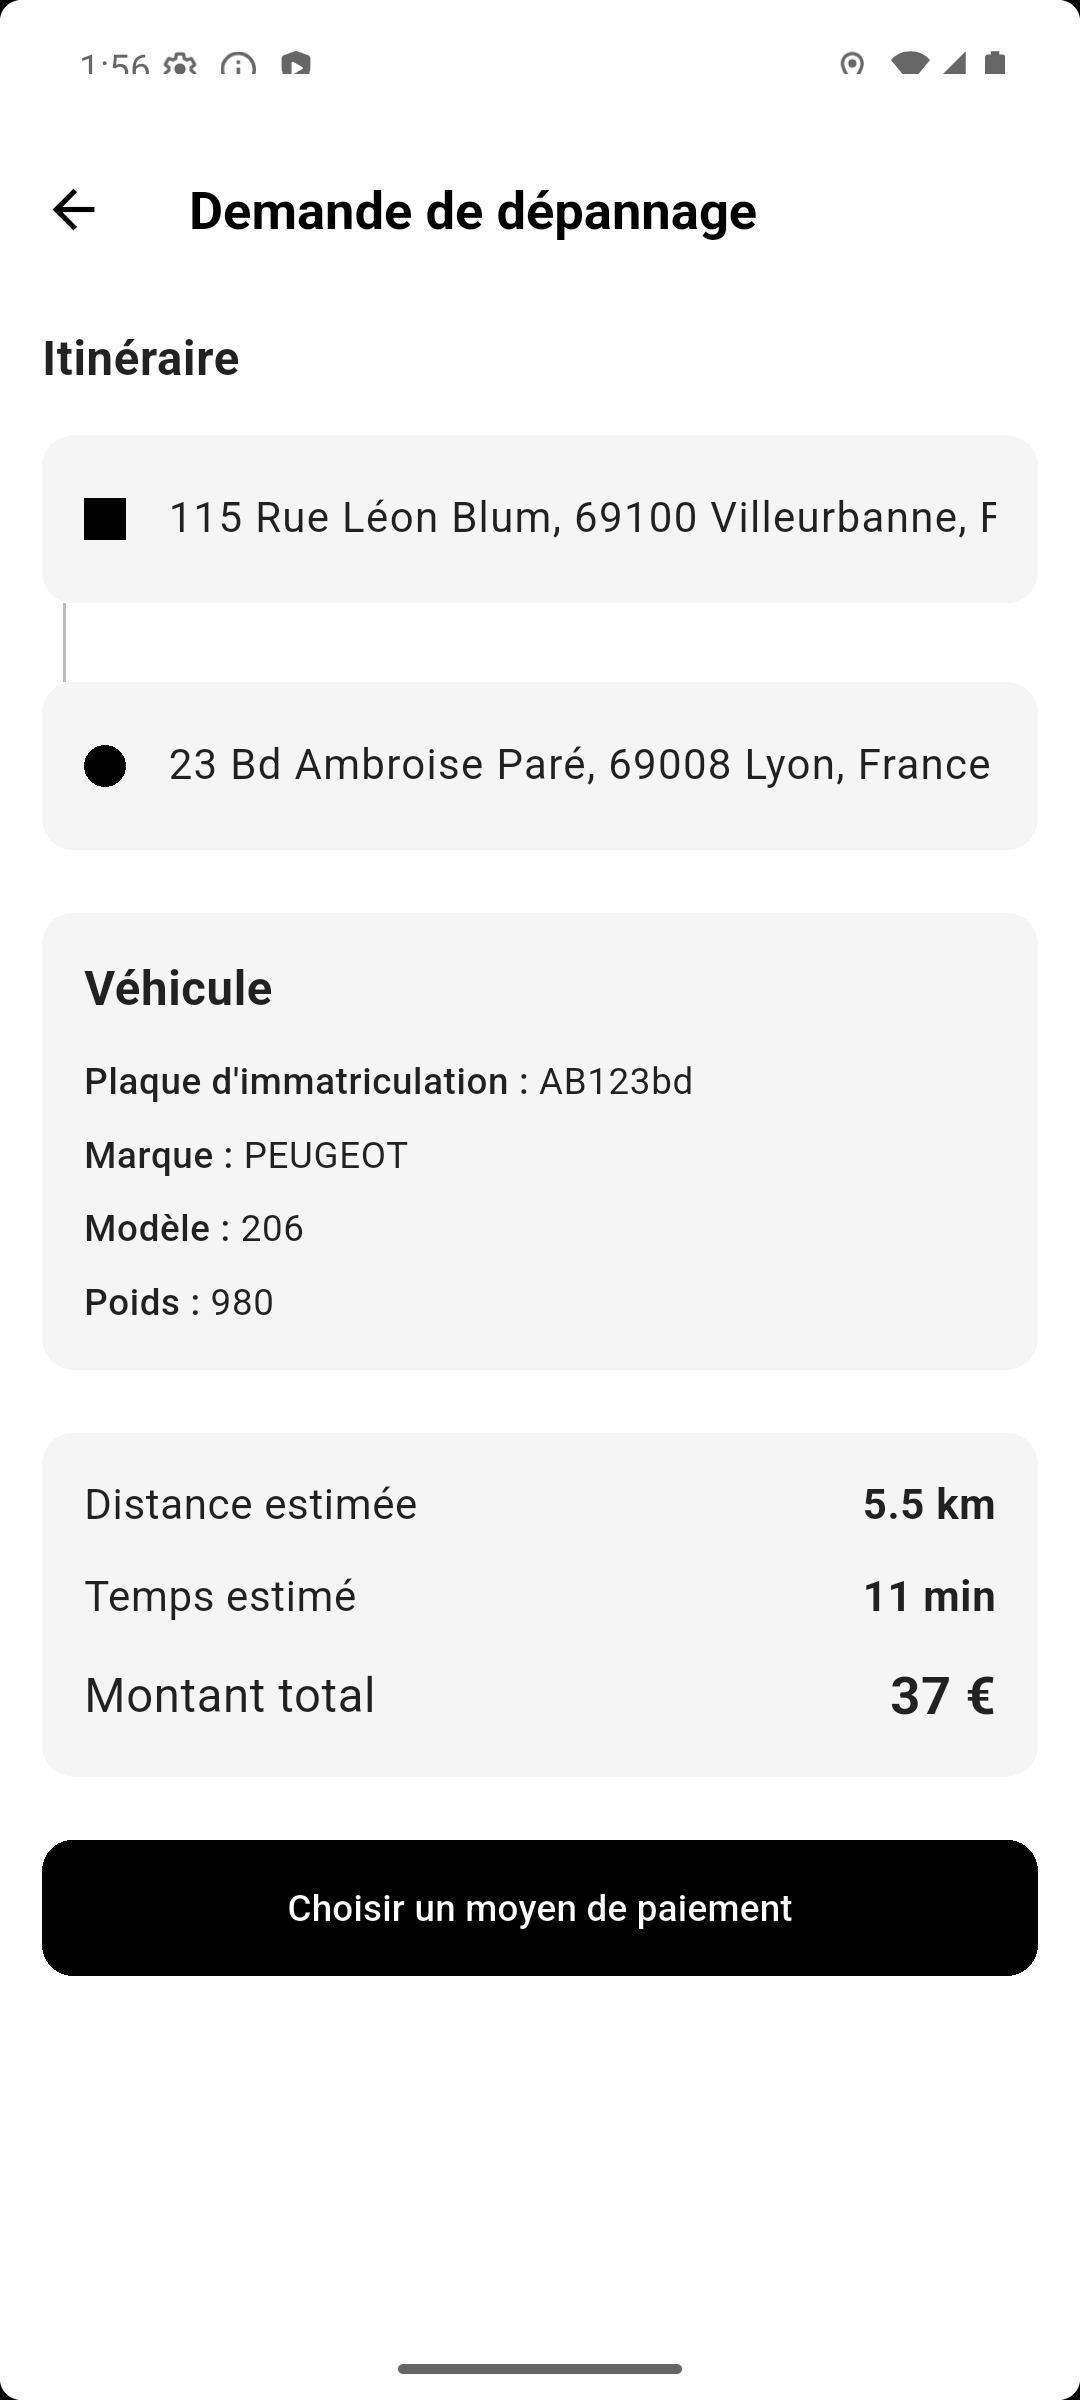 1:56
Demande de dépannage
Itinéraire
115 Rue Léon Blum, 69100 Villeurbanne, F
23 Bd Ambroise Paré, 69008 Lyon, France
Véhicule
Plaque d'immatriculation : AB123bd
Marque : PEUGEOT
Modèle : 206
Poids : 980
Distance estimée 5.5 km
Temps estimé 11 min
Montant total 37 €
Choisir un moyen de paiement